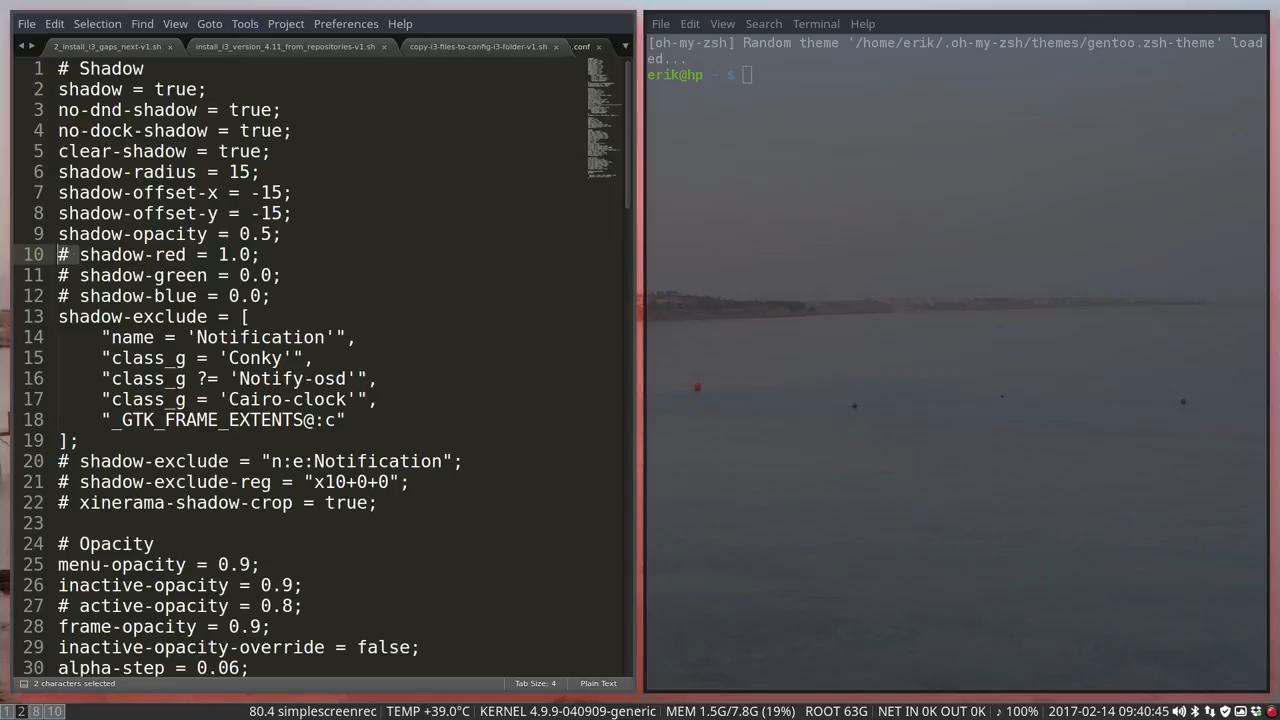 File Edit Selection Find View Goto Tools Project Preferences Help
2_install_i3_gaps_next-v1.sh × install_i3_version_4.11_from_repositories-v1.sh × copy-i3-files-to-config-i3-folder-v1.sh × .conf ×
1 # Shadow
2 shadow = true;
3 no-dnd-shadow = true;
4 no-dock-shadow = true;
5 clear-shadow = true;
6 shadow-radius = 15;
7 shadow-offset-x = -15;
8 shadow-offset-y = -15;
9 shadow-opacity = 0.5;
10 # shadow-red = 1.0;
11 # shadow-green = 0.0;
12 # shadow-blue = 0.0;
13 shadow-exclude = [
14 "name = 'Notification'",
15 "class_g = 'Conky'",
16 "class_g ?= 'Notify-osd'",
17 "class_g = 'Cairo-clock'",
18 "_GTK_FRAME_EXTENTS@:c"
19 ];
20 # shadow-exclude = "n:e:Notification";
21 # shadow-exclude-reg = "x10+0+0";
22 # xinerama-shadow-crop = true;
23
24 # Opacity
25 menu-opacity = 0.9;
26 inactive-opacity = 0.9;
27 # active-opacity = 0.8;
28 frame-opacity = 0.9;
29 inactive-opacity-override = false;
30 alpha-step = 0.06;
2 characters selected Tab Size: 4 Plain Text
File Edit View Search Terminal Help
[oh-my-zsh] Random theme '/home/erik/.oh-my-zsh/themes/gentoo.zsh-theme' load
ed...
erik@hp ~ $
1 2 8 10 80.4 simplescreenrec TEMP +39.0°C KERNEL 4.9.9-040909-generic MEM 1.5G/7.8G (19%) ROOT 63G NET IN 0K OUT 0K ♪ 100% 2017-02-14 09:40:45